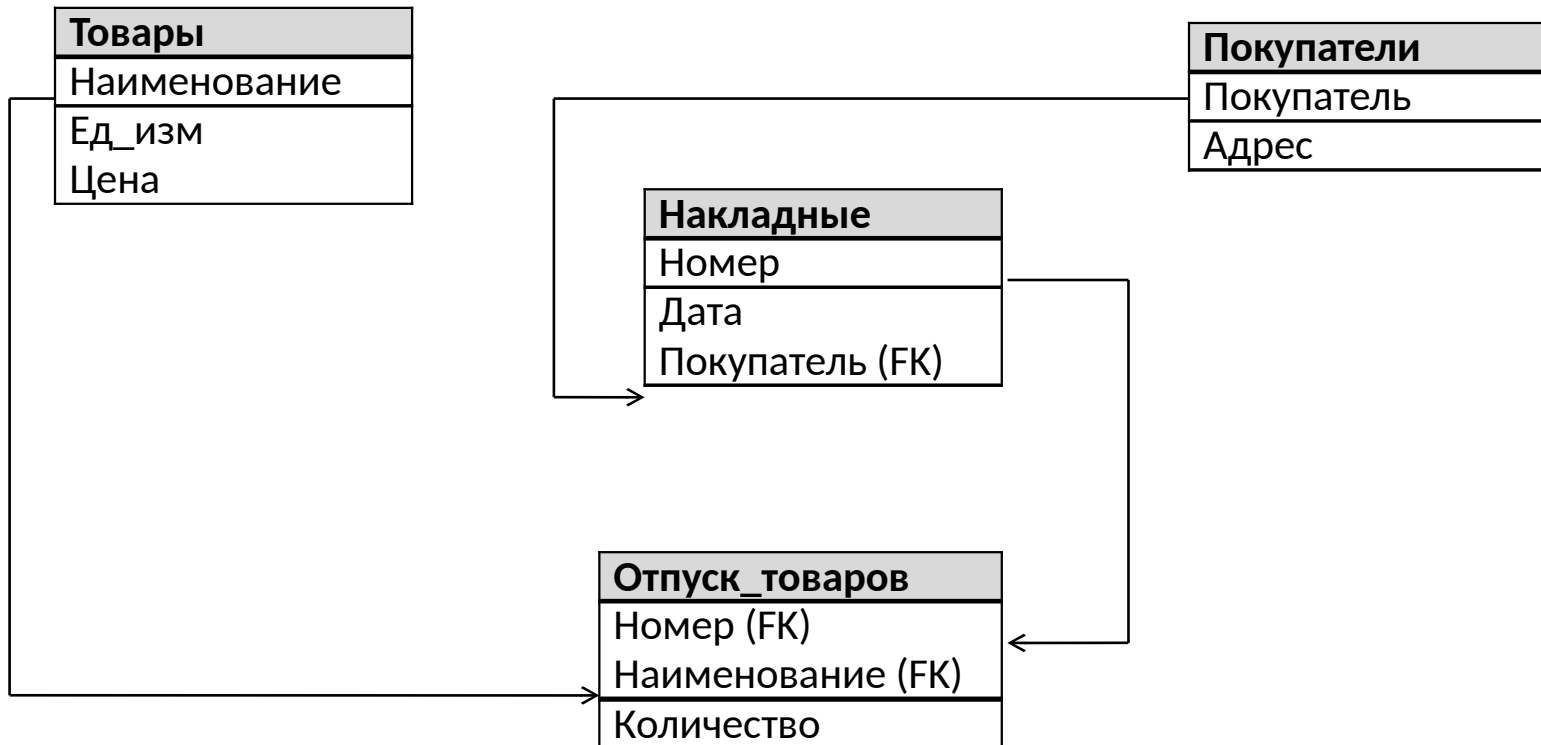 Товары
Наименование
Ед_изм
Цена
Покупатели
Покупатель
Адрес
Накладные
Номер
Дата
Покупатель (FK)
Отпуск_товаров
Номер (FK)
Наименование (FK)
Количество